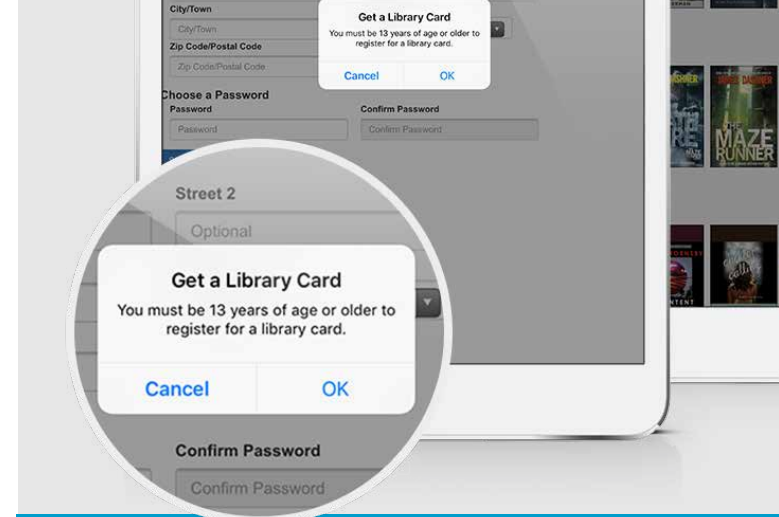 City/Town
City/Town
Zip Code/Postal Code
Zip Code/Postal Code
Get a Library Card
You must be 13 years of age or older to
register for a library card.
Cancel OK
Choose a Password
Password Confirm Password
Password Confirm Password
Street 2
Optional
Get a Library Card
You must be 13 years of age or older to
register for a library card.
Cancel OK
Confirm Password
Confirm Password
THE
MAZE
RUNNER